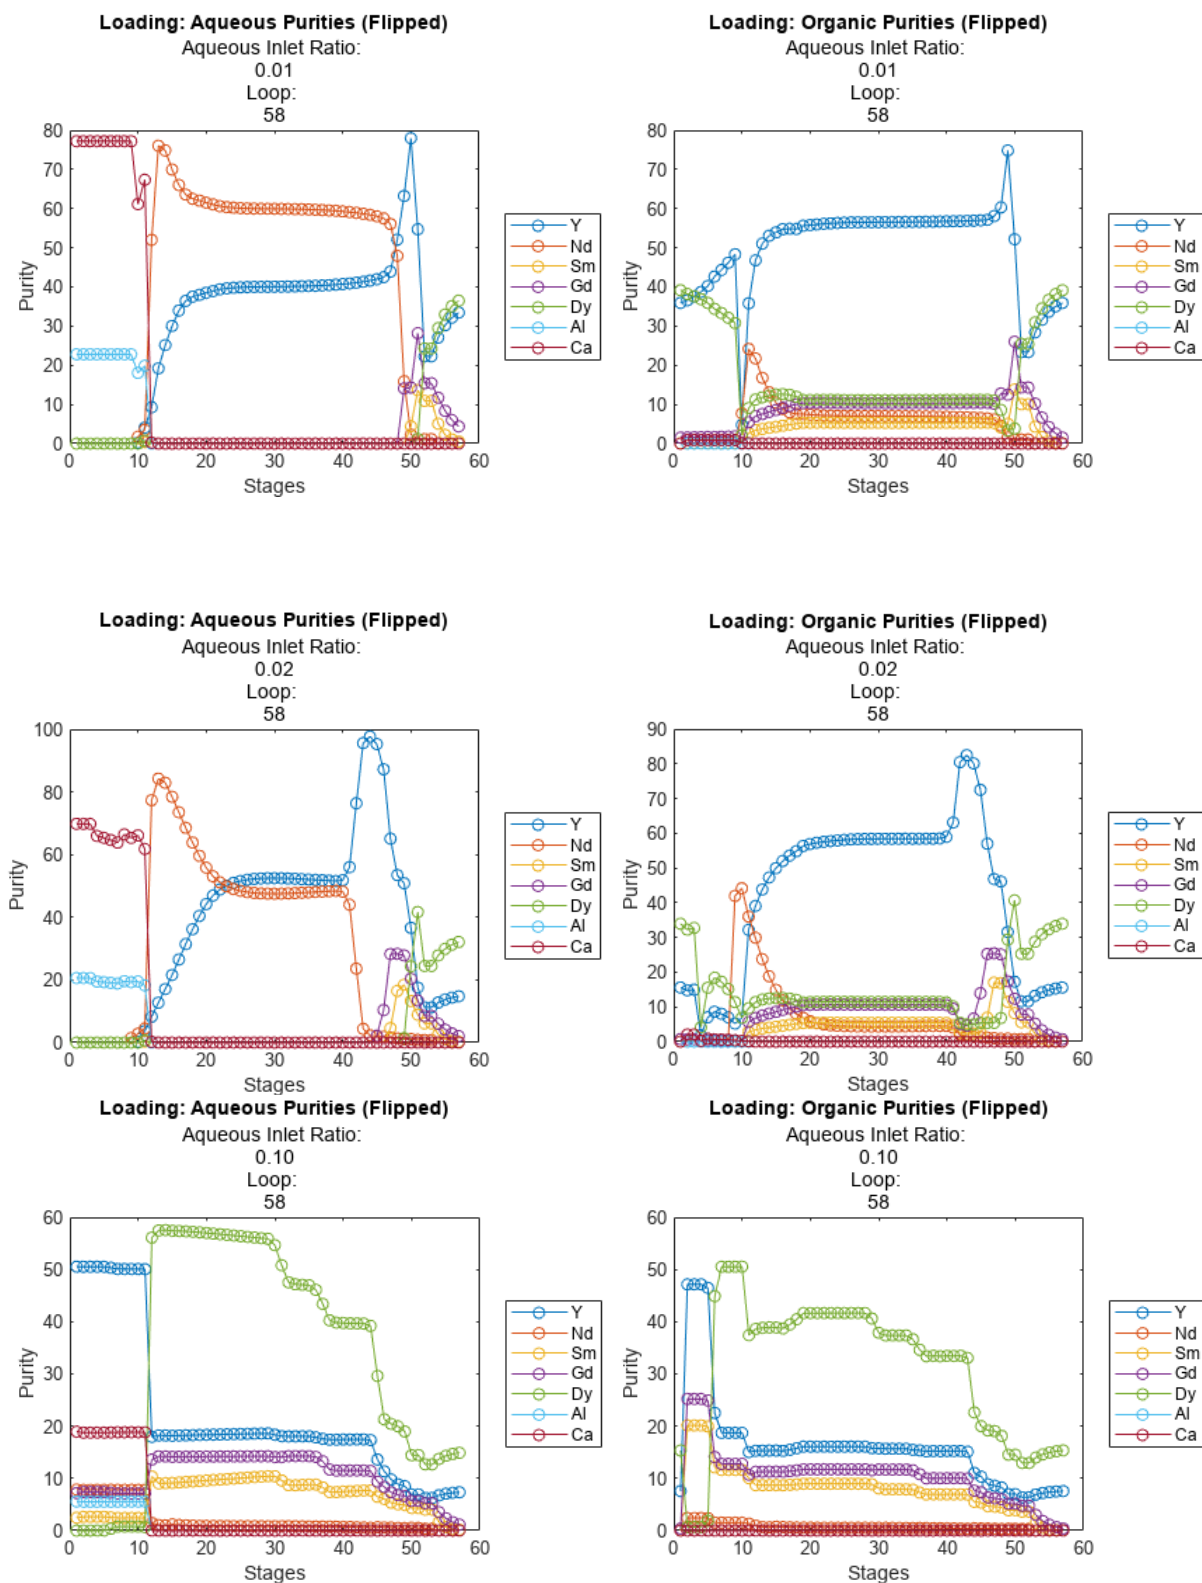 Loading: Aqueous Purities (Flipped)
Aqueous Inlet Ratio:
0.01
Loop:
58
80
70
60
50
40
30
20
10
0
Purity
0 10 20 30 40 50 60
Stages
Y
Nd
Sm
Gd
Dy
Al
Ca
Loading: Organic Purities (Flipped)
Aqueous Inlet Ratio:
0.01
Loop:
58
80
70
60
50
40
30
20
10
0
Purity
0 10 20 30 40 50 60
Stages
Y
Nd
Sm
Gd
Dy
Al
Ca
Loading: Aqueous Purities (Flipped)
Aqueous Inlet Ratio:
0.02
Loop:
58
100
80
60
40
20
0
Purity
0 10 20 30 40 50 60
Stages
Y
Nd
Sm
Gd
Dy
Al
Ca
Loading: Organic Purities (Flipped)
Aqueous Inlet Ratio:
0.02
Loop:
58
90
80
70
60
50
40
30
20
10
0
Purity
0 10 20 30 40 50 60
Stages
Y
Nd
Sm
Gd
Dy
Al
Ca
Loading: Aqueous Purities (Flipped)
Aqueous Inlet Ratio:
0.10
Loop:
58
60
50
40
30
20
10
0
Purity
0 10 20 30 40 50 60
Stages
Y
Nd
Sm
Gd
Dy
Al
Ca
Loading: Organic Purities (Flipped)
Aqueous Inlet Ratio:
0.10
Loop:
58
60
50
40
30
20
10
0
Purity
0 10 20 30 40 50 60
Stages
Y
Nd
Sm
Gd
Dy
Al
Ca